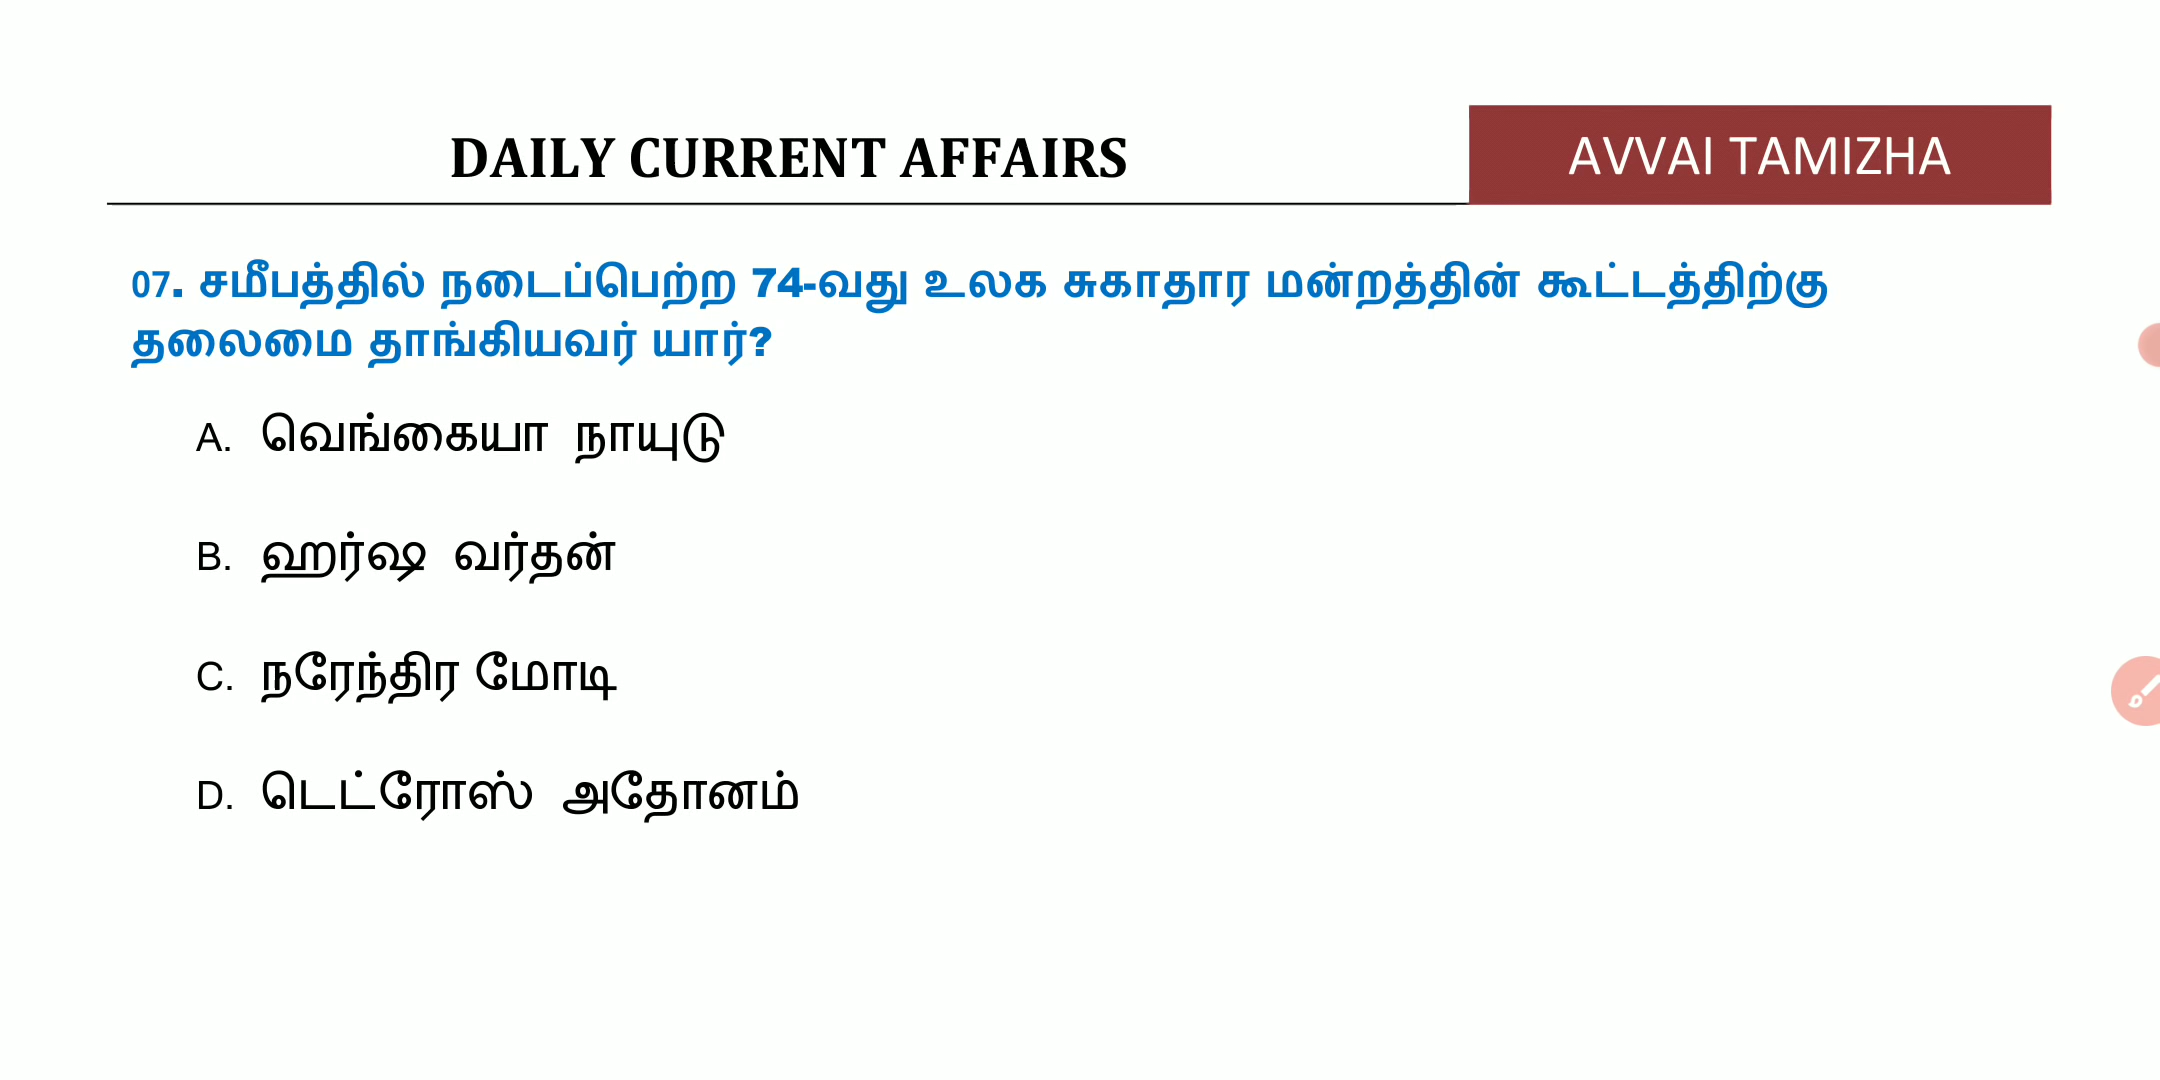 DAILY CURRENT AFFAIRS
AVVAI TAMIZHA
07. சமீபத்தில் நடைப்பெற்ற 74-வது உலக சுகாதார மன்றத்தின் கூட்டத்திற்கு
தலைமை தாங்கியவர் யார்?
A. வெங்கையா நாயுடு
B. ஹர்ஷ வர்தன்
C. நரேந்திர மோடி
D. டெட்ரோஸ் அதோனம்